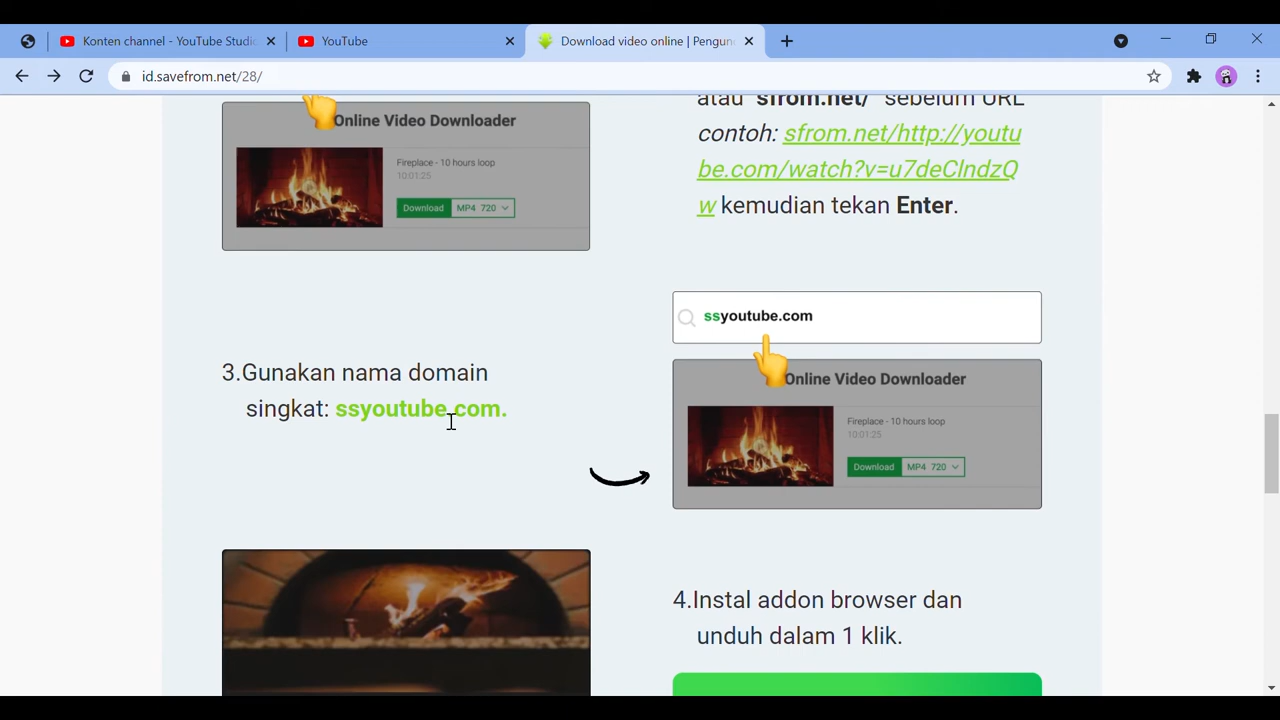 Konten channel - YouTube Studio
YouTube
Download video online | Pengun
id.savefrom.net/28/
Online Video Downloader
Fireplace - 10 hours loop
10:01:25
Download MP4 720
atau "sfrom.net/" sebelum URL
contoh: sfrom.net/http://youtu
be.com/watch?v=u7deClndzQ
w kemudian tekan Enter.
3.Gunakan nama domain
singkat: ssyoutube.com.
ssyoutube.com
Online Video Downloader
Fireplace - 10 hours loop
10:01:25
Download MP4 720
4.Instal addon browser dan
unduh dalam 1 klik.